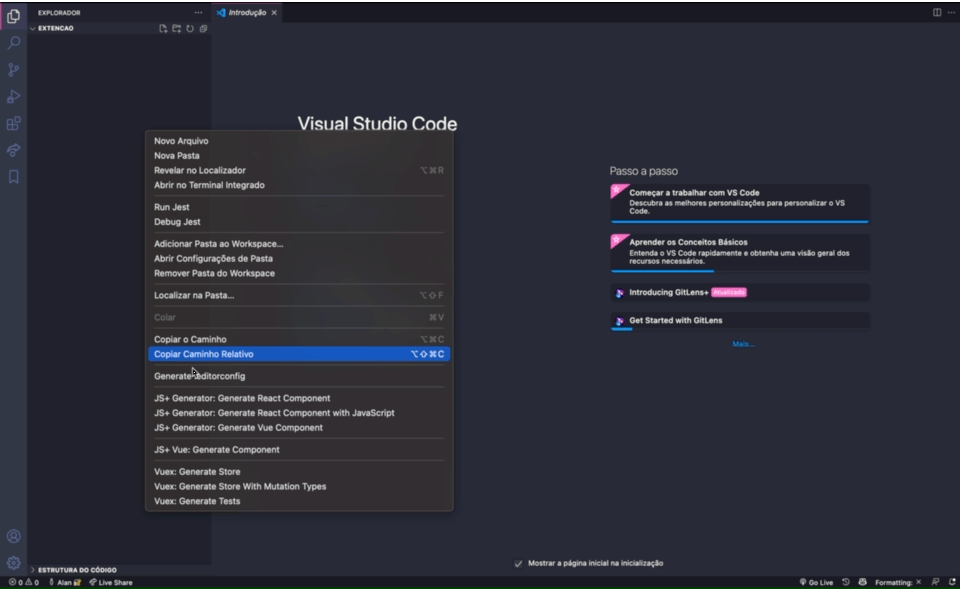 EXPLORADOR
Introdução
EXTENCAO
Visual Studio Code
Novo Arquivo
Nova Pasta
Revelar no Localizador ⌥⌘R
Abrir no Terminal Integrado
Run Jest
Debug Jest
Adicionar Pasta ao Workspace...
Abrir Configurações de Pasta
Remover Pasta do Workspace
Localizar na Pasta... ⌥⇧F
Colar ⌘V
Copiar o Caminho ⌥⌘C
Copiar Caminho Relativo ⌥⇧⌘C
Generate .editorconfig
JS+ Generator: Generate React Component
JS+ Generator: Generate React Component with JavaScript
JS+ Generator: Generate Vue Component
JS+ Vue: Generate Component
Vuex: Generate Store
Vuex: Generate Store With Mutation Types
Vuex: Generate Tests
Passo a passo
Começar a trabalhar com VS Code
Descubra as melhores personalizações para personalizar o VS
Code.
Aprender os Conceitos Básicos
Entenda o VS Code rapidamente e obtenha uma visão geral dos
recursos necessários.
Introducing GitLens+ Atualizado
Get Started with GitLens
Mais...
Mostrar a página inicial na inicialização
ESTRUTURA DO CÓDIGO
0 0 Alan Live Share
Go Live Formatting: ×